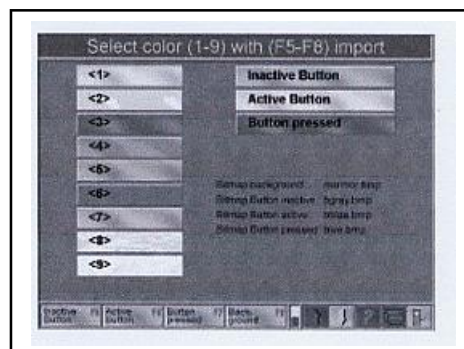 Select color (1-9) with (F5-F8) import
<1>
<2>
<3>
<4>
<5>
<6>
<7>
<8>
<9>
Inactive Button
Active Button
Button pressed
Bitmap background
Bitmap Button inactive
Bitmap Button active
Bitmap Button pressed
Inactive Button
Active Button
Button pressed
Back-ground